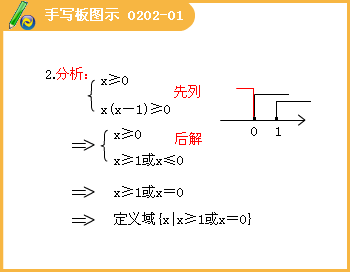 手写板图示 0202-01
2.分析:
x≥0
先列
x(x－1)≥0
⇒ x≥0
后解
x≥1或x≤0
⇒ x≥1或x＝0
⇒ 定义域{x|x≥1或x＝0}
0 1